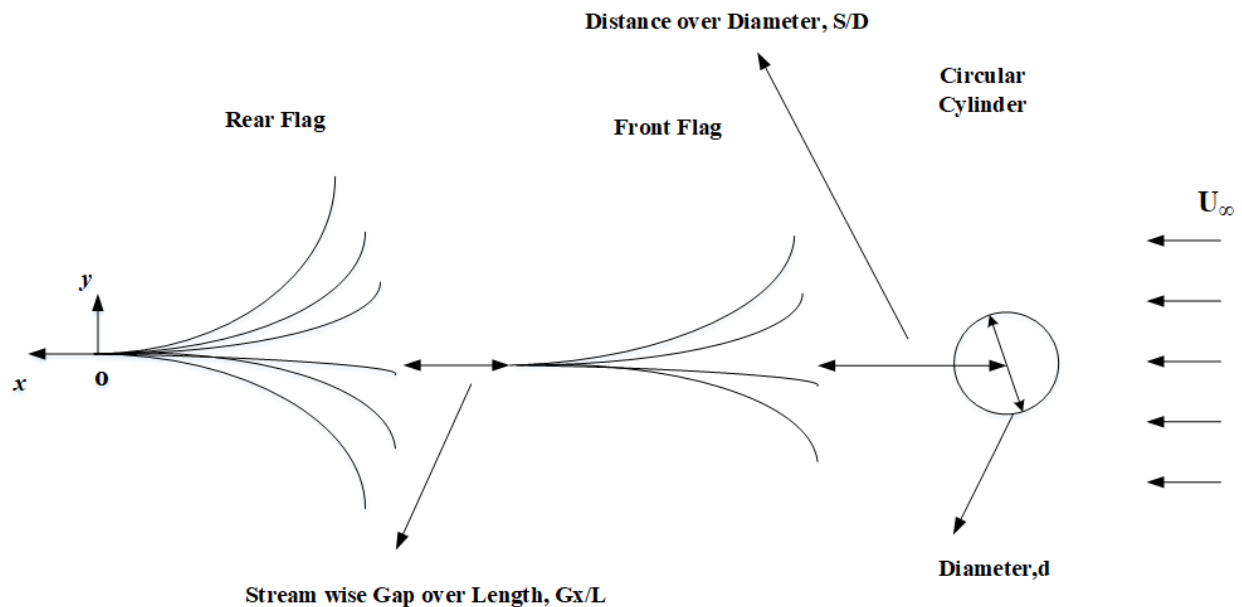 Distance over Diameter, S/D
Circular
Cylinder
Rear Flag
Front Flag
U∞
y
x
o
Diameter,d
Stream wise Gap over Length, Gx/L